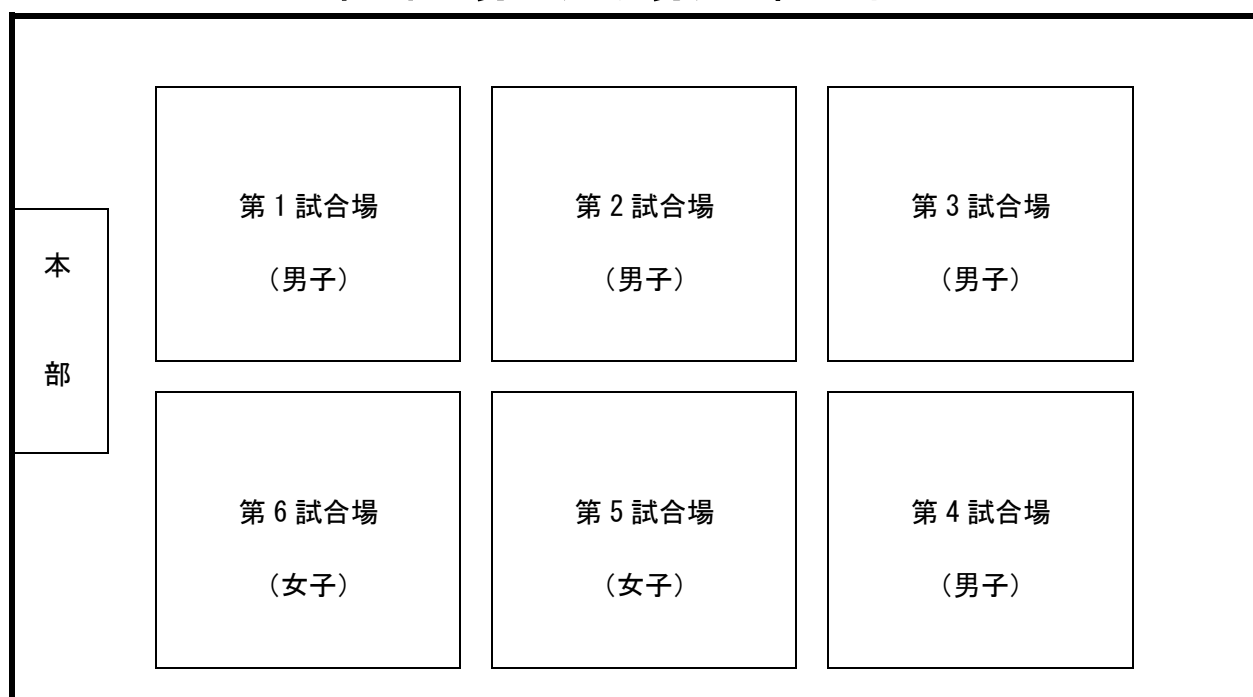 第1試合場
(男子)
第2試合場
(男子)
第3試合場
(男子)
本部
第6試合場
(女子)
第5試合場
(女子)
第4試合場
(男子)